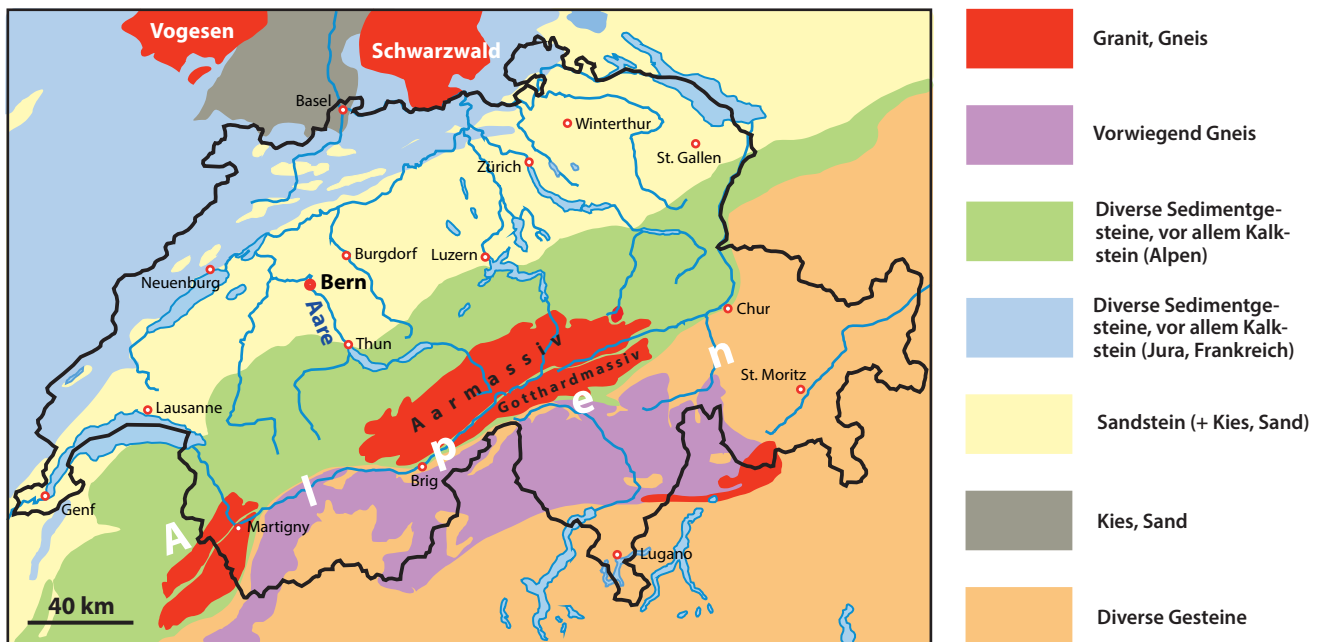 Vogesen
Schwarzwald
Basel
Winterthur
St. Gallen
Zürich
Burgdorf
Luzern
Neuenburg
Bern
Aare
Thun
Chur
St. Moritz
Aarmassiv
Gotthardmassiv
Lausanne
Brig
Genf
Martigny
Lugano
Alpen
40 km
Granit, Gneis
Vorwiegend Gneis
Diverse Sedimentge-
steine, vor allem Kalk-
stein (Alpen)
Diverse Sedimentge-
steine, vor allem Kalk-
stein (Jura, Frankreich)
Sandstein (+ Kies, Sand)
Kies, Sand
Diverse Gesteine